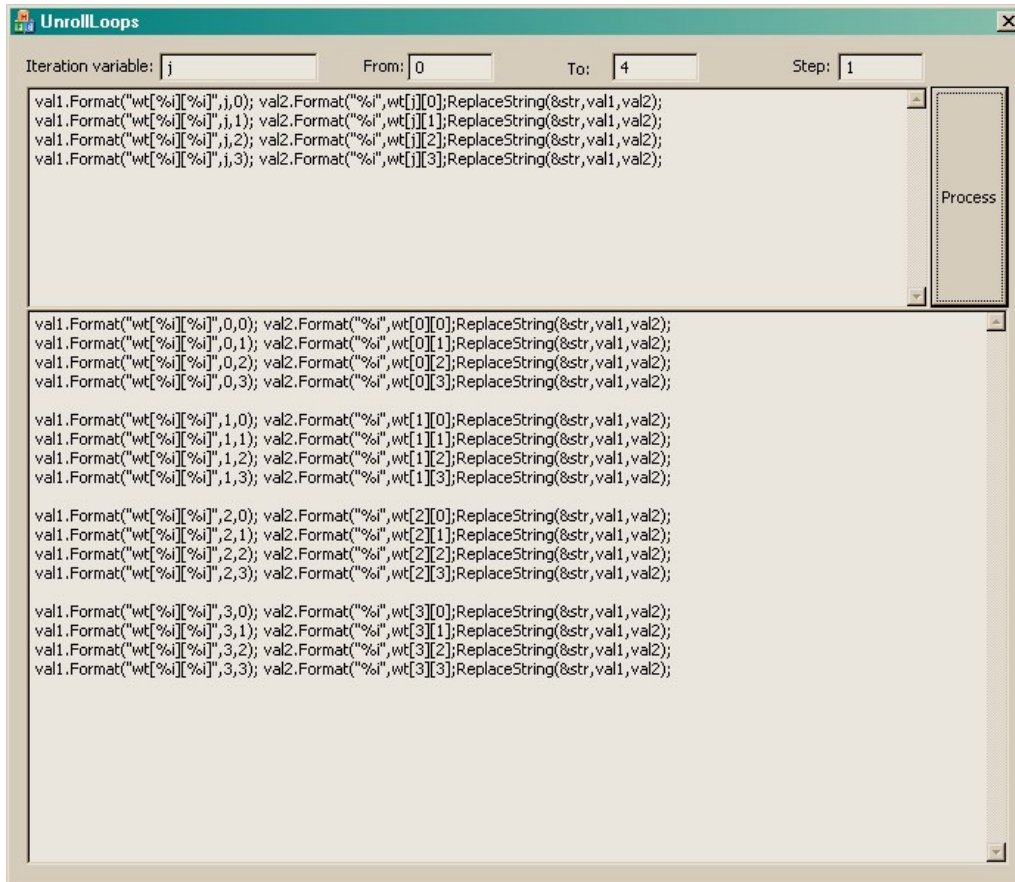 UnrollLoops
Iteration variable: j From: 0 To: 4 Step: 1
val1.Format("wt[%i][%i]",j,0); val2.Format("%i",wt[j][0];ReplaceString(&str,val1,val2);
val1.Format("wt[%i][%i]",j,1); val2.Format("%i",wt[j][1];ReplaceString(&str,val1,val2);
val1.Format("wt[%i][%i]",j,2); val2.Format("%i",wt[j][2];ReplaceString(&str,val1,val2);
val1.Format("wt[%i][%i]",j,3); val2.Format("%i",wt[j][3];ReplaceString(&str,val1,val2);
Process
val1.Format("wt[%i][%i]",0,0); val2.Format("%i",wt[0][0];ReplaceString(&str,val1,val2);
val1.Format("wt[%i][%i]",0,1); val2.Format("%i",wt[0][1];ReplaceString(&str,val1,val2);
val1.Format("wt[%i][%i]",0,2); val2.Format("%i",wt[0][2];ReplaceString(&str,val1,val2);
val1.Format("wt[%i][%i]",0,3); val2.Format("%i",wt[0][3];ReplaceString(&str,val1,val2);
val1.Format("wt[%i][%i]",1,0); val2.Format("%i",wt[1][0];ReplaceString(&str,val1,val2);
val1.Format("wt[%i][%i]",1,1); val2.Format("%i",wt[1][1];ReplaceString(&str,val1,val2);
val1.Format("wt[%i][%i]",1,2); val2.Format("%i",wt[1][2];ReplaceString(&str,val1,val2);
val1.Format("wt[%i][%i]",1,3); val2.Format("%i",wt[1][3];ReplaceString(&str,val1,val2);
val1.Format("wt[%i][%i]",2,0); val2.Format("%i",wt[2][0];ReplaceString(&str,val1,val2);
val1.Format("wt[%i][%i]",2,1); val2.Format("%i",wt[2][1];ReplaceString(&str,val1,val2);
val1.Format("wt[%i][%i]",2,2); val2.Format("%i",wt[2][2];ReplaceString(&str,val1,val2);
val1.Format("wt[%i][%i]",2,3); val2.Format("%i",wt[2][3];ReplaceString(&str,val1,val2);
val1.Format("wt[%i][%i]",3,0); val2.Format("%i",wt[3][0];ReplaceString(&str,val1,val2);
val1.Format("wt[%i][%i]",3,1); val2.Format("%i",wt[3][1];ReplaceString(&str,val1,val2);
val1.Format("wt[%i][%i]",3,2); val2.Format("%i",wt[3][2];ReplaceString(&str,val1,val2);
val1.Format("wt[%i][%i]",3,3); val2.Format("%i",wt[3][3];ReplaceString(&str,val1,val2);